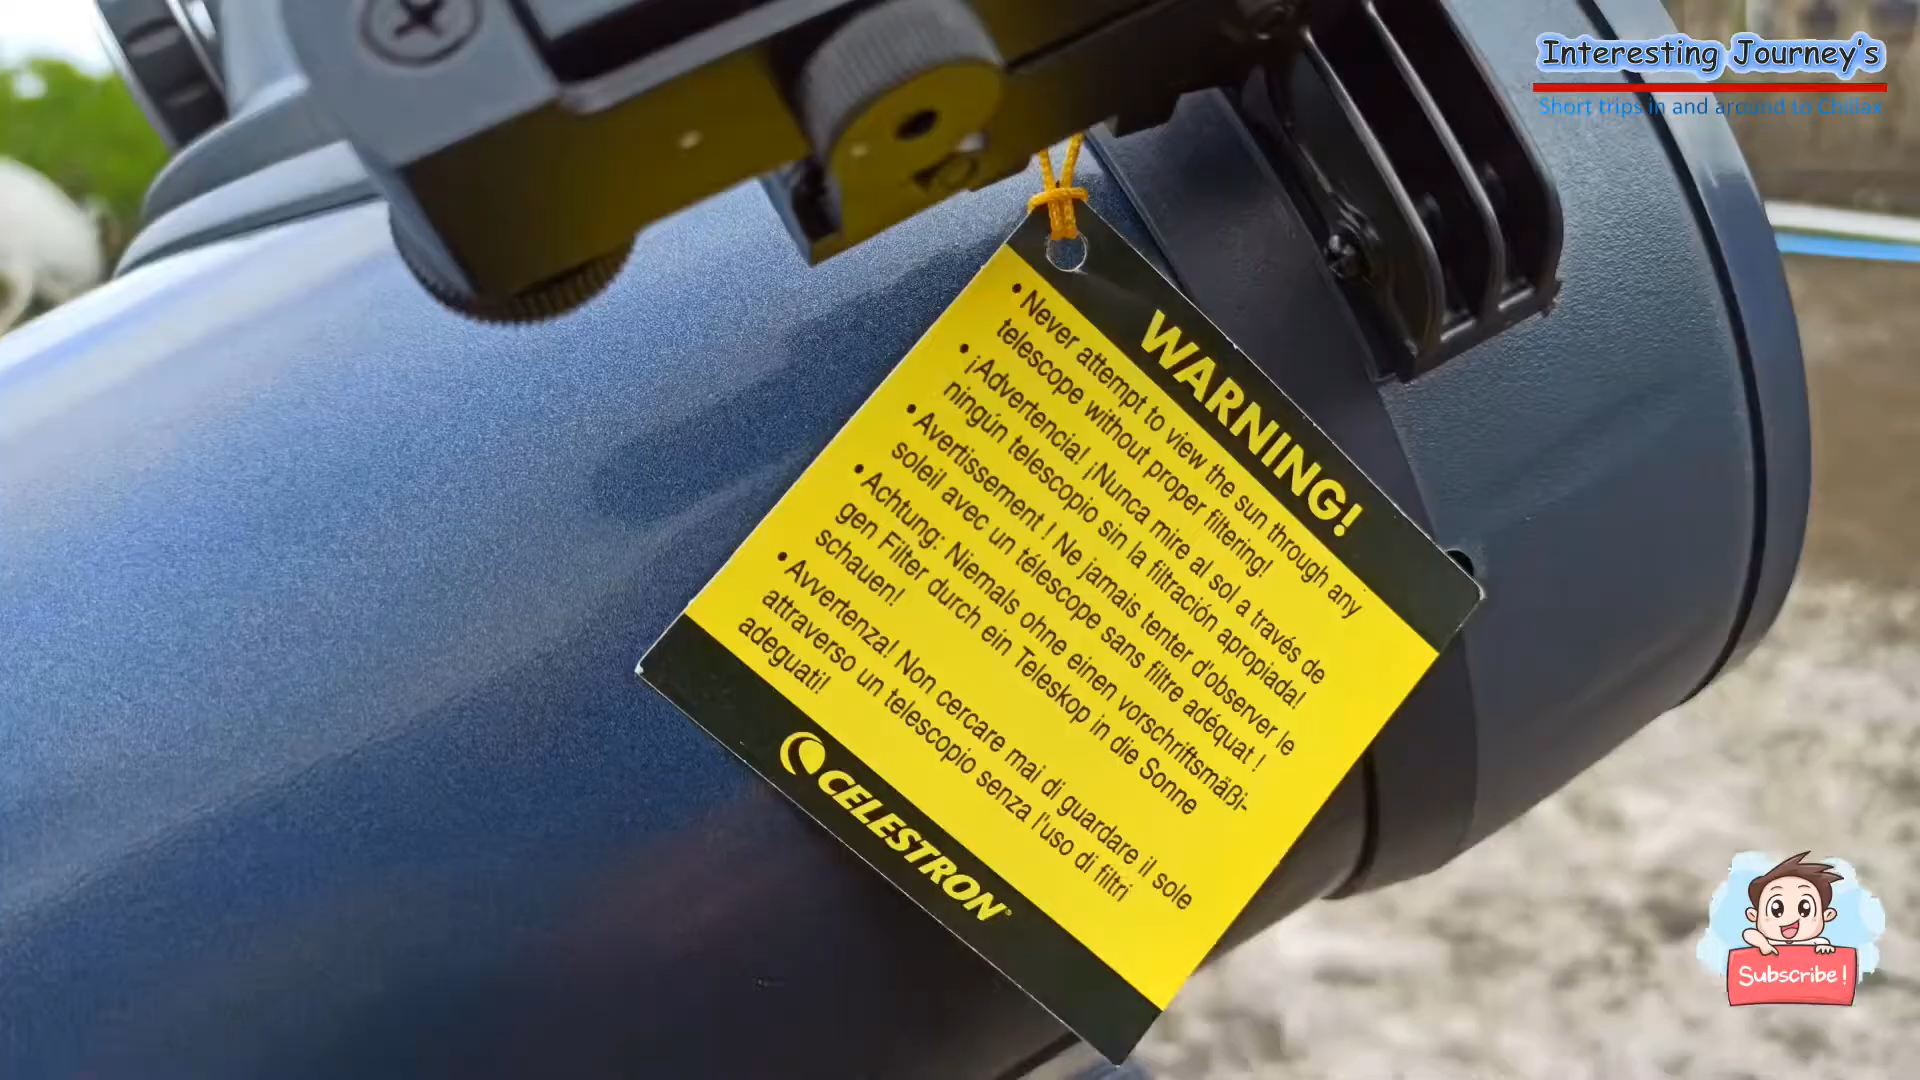 Interesting Journey's
Short trips in and around to Chillax
WARNING!
• Never attempt to view the sun through any
telescope without proper filtering!
• ¡Advertencia! ¡Nunca mire al sol a través de
ningún telescopio sin la filtración apropiada!
• Avertissement ! Ne jamais tenter d'observer le
soleil avec un télescope sans filtre adéquat !
• Achtung: Niemals ohne einen vorschriftsmäßi-
gen Filter durch ein Teleskop in die Sonne
schauen!
• Avvertenza! Non cercare mai di guardare il sole
attraverso un telescopio senza l'uso di filtri
adeguati!
CELESTRON®
Subscribe!